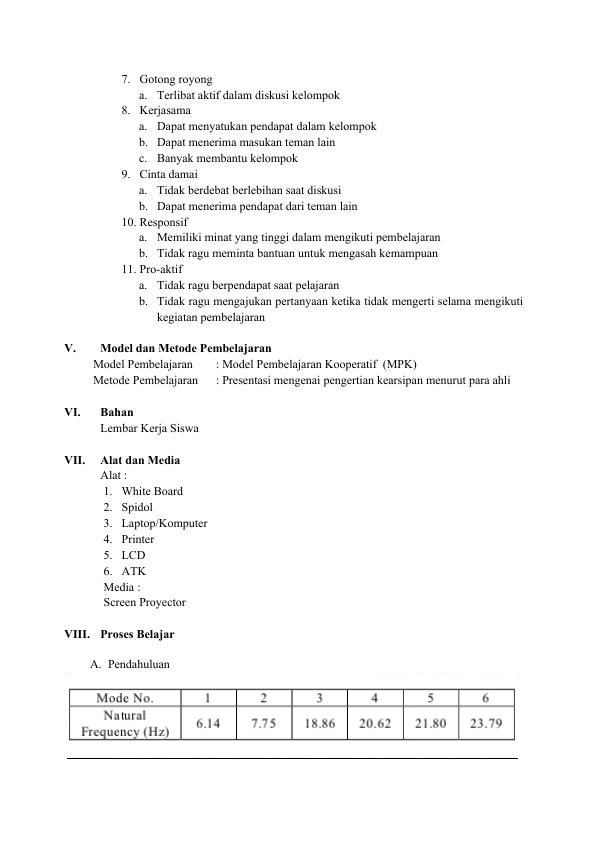 7. Gotong royong
a. Terlibat aktif dalam diskusi kelompok
8. Kerjasama
a. Dapat menyatukan pendapat dalam kelompok
b. Dapat menerima masukan teman lain
c. Banyak membantu kelompok
9. Cinta damai
a. Tidak berdebat berlebihan saat diskusi
b. Dapat menerima pendapat dari teman lain
10. Responsif
a. Memiliki minat yang tinggi dalam mengikuti pembelajaran
b. Tidak ragu meminta bantuan untuk mengasah kemampuan
11. Pro-aktif
a. Tidak ragu berpendapat saat pelajaran
b. Tidak ragu mengajukan pertanyaan ketika tidak mengerti selama mengikuti
kegiatan pembelajaran
V. Model dan Metode Pembelajaran
Model Pembelajaran : Model Pembelajaran Kooperatif (MPK)
Metode Pembelajaran : Presentasi mengenai pengertian kearsipan menurut para ahli
VI. Bahan
Lembar Kerja Siswa
VII. Alat dan Media
Alat :
1. White Board
2. Spidol
3. Laptop/Komputer
4. Printer
5. LCD
6. ATK
Media :
Screen Proyector
VIII. Proses Belajar
A. Pendahuluan
Mode No. 1 2 3 4 5 6
Natural
Frequency (Hz) 6.14 7.75 18.86 20.62 21.80 23.79